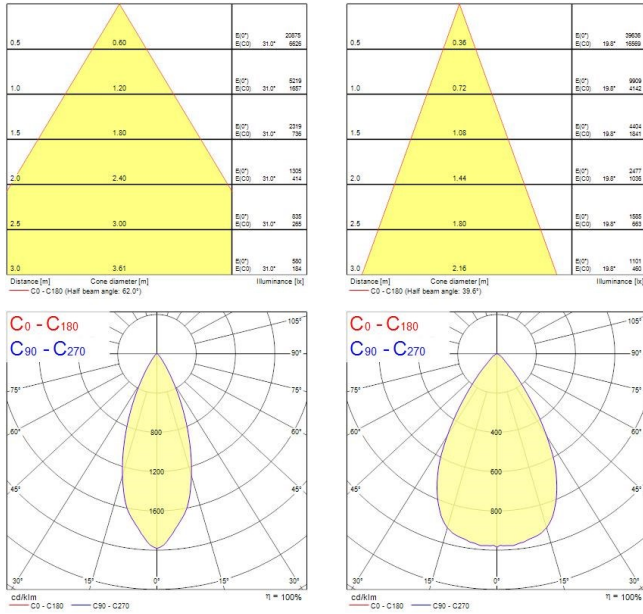 0.5 0.60 E(0°) 20875
E(C0) 31.0° 6626
1.0 1.20 E(0°) 5219
E(C0) 31.0° 1657
1.5 1.80 E(0°) 2319
E(C0) 31.0° 736
2.0 2.40 E(0°) 1305
E(C0) 31.0° 414
2.5 3.00 E(0°) 835
E(C0) 31.0° 265
3.0 3.61 E(0°) 580
E(C0) 31.0° 184
Distance [m] Cone diameter [m] Illuminance [lx]
C0 - C180 (Half beam angle: 62.0°)
0.5 0.36 E(0°) 39636
E(C0) 19.8° 16569
1.0 0.72 E(0°) 9909
E(C0) 19.8° 4142
1.5 1.08 E(0°) 4404
E(C0) 19.8° 1841
2.0 1.44 E(0°) 2477
E(C0) 19.8° 1036
2.5 1.80 E(0°) 1585
E(C0) 19.8° 663
3.0 2.16 E(0°) 1101
E(C0) 19.8° 460
Distance [m] Cone diameter [m] Illuminance [lx]
C0 - C180 (Half beam angle: 39.6°)
C0 - C180
C90 - C270
105°
90°
75° 75°
60° 60°
45° 45°
800
1200
1600
30° 15° 0° 15° 30°
cd/klm η = 100%
C0 - C180 C90 - C270
C0 - C180
C90 - C270
105°
90°
75° 75°
60° 60°
45° 45°
400
600
800
30° 15° 0° 15° 30°
cd/klm η = 100%
C0 - C180 C90 - C270